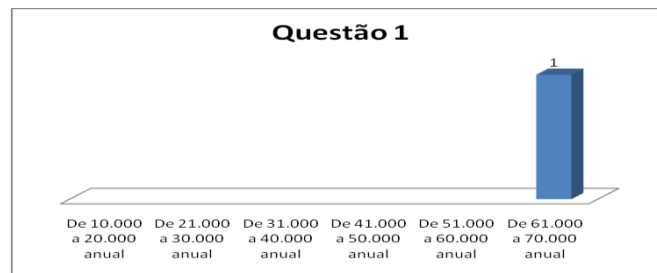 Questão 1
1
De 10.000 a 20.000 anual
De 21.000 a 30.000 anual
De 31.000 a 40.000 anual
De 41.000 a 50.000 anual
De 51.000 a 60.000 anual
De 61.000 a 70.000 anual